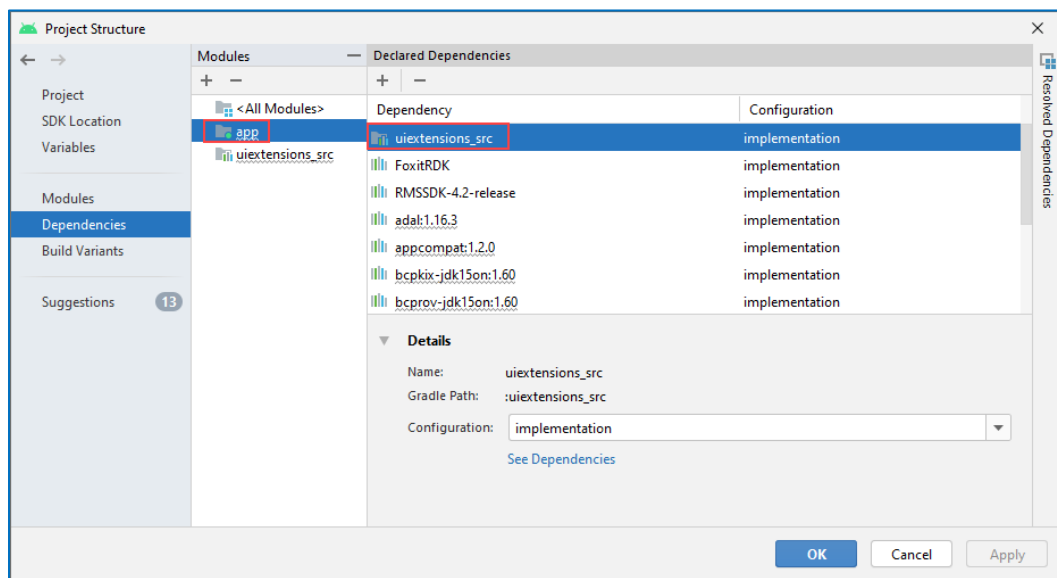 Project Structure
Project
SDK Location
Variables
Modules
Dependencies
Build Variants
Suggestions 13
Modules
<All Modules>
app
uiextensions_src
Declared Dependencies
Dependency Configuration
uiextensions_src implementation
FoxitRDK implementation
RMSSDK-4.2-release implementation
adal:1.16.3 implementation
appcompat:1.2.0 implementation
bcpkix-jdk15on:1.60 implementation
bcprov-jdk15on:1.60 implementation
Details
Name: uiextensions_src
Gradle Path: :uiextensions_src
Configuration: implementation
See Dependencies
Resolved Dependencies
OK Cancel Apply